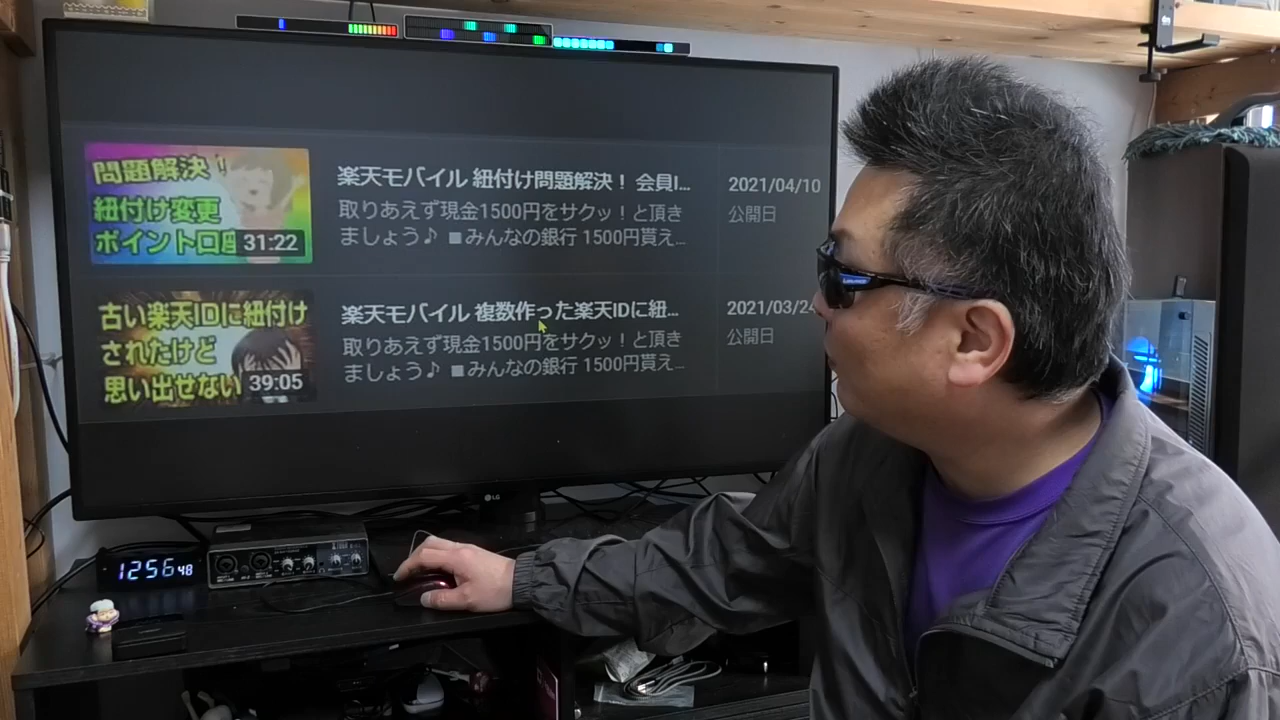 問題解決!
紐付け変更
ポイント口座
31:22
楽天モバイル 紐付け問題解決! 会員I...
取りあえず現金1500円をサクッ!と頂き
ましょう♪ ■みんなの銀行 1500円貰え...
2021/04/10
公開日
古い楽天IDに紐付け
されたけど
思い出せない
39:05
楽天モバイル 複数作った楽天IDに紐...
取りあえず現金1500円をサクッ!と頂き
ましょう♪ ■みんなの銀行 1500円貰え...
2021/03/24
公開日
LG
12:56 48